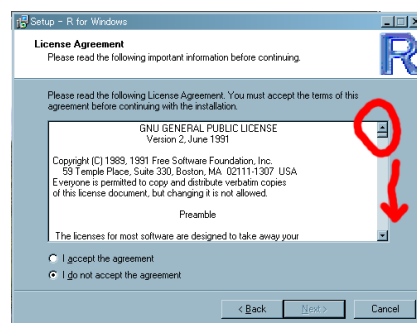 Setup - R for Windows
License Agreement
Please read the following important information before continuing.
R
Please read the following License Agreement. You must accept the terms of this
agreement before continuing with the installation.
GNU GENERAL PUBLIC LICENSE
Version 2, June 1991
Copyright (C) 1989, 1991 Free Software Foundation, Inc.
59 Temple Place, Suite 330, Boston, MA 02111-1307 USA
Everyone is permitted to copy and distribute verbatim copies
of this license document, but changing it is not allowed.
Preamble
The licenses for most software are designed to take away your
I accept the agreement
I do not accept the agreement
< Back
Next >
Cancel